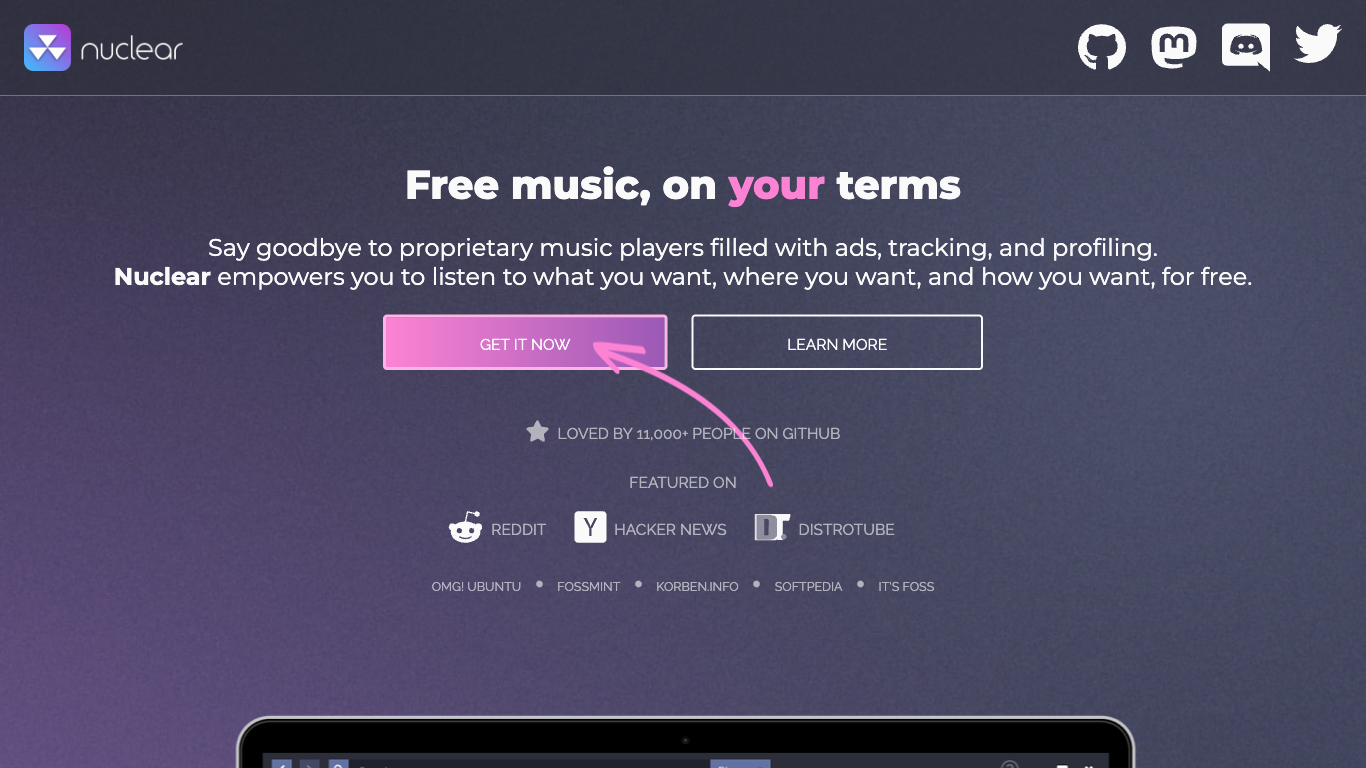 nuclear
Free music, on your terms
Say goodbye to proprietary music players filled with ads, tracking, and profiling.
Nuclear empowers you to listen to what you want, where you want, and how you want, for free.
GET IT NOW
LEARN MORE
LOVED BY 11,000+ PEOPLE ON GITHUB
FEATURED ON
REDDIT
Y HACKER NEWS
DT. DISTROTUBE
OMG! UBUNTU • FOSSMINT • KORBEN.INFO • SOFTPEDIA • IT'S FOSS